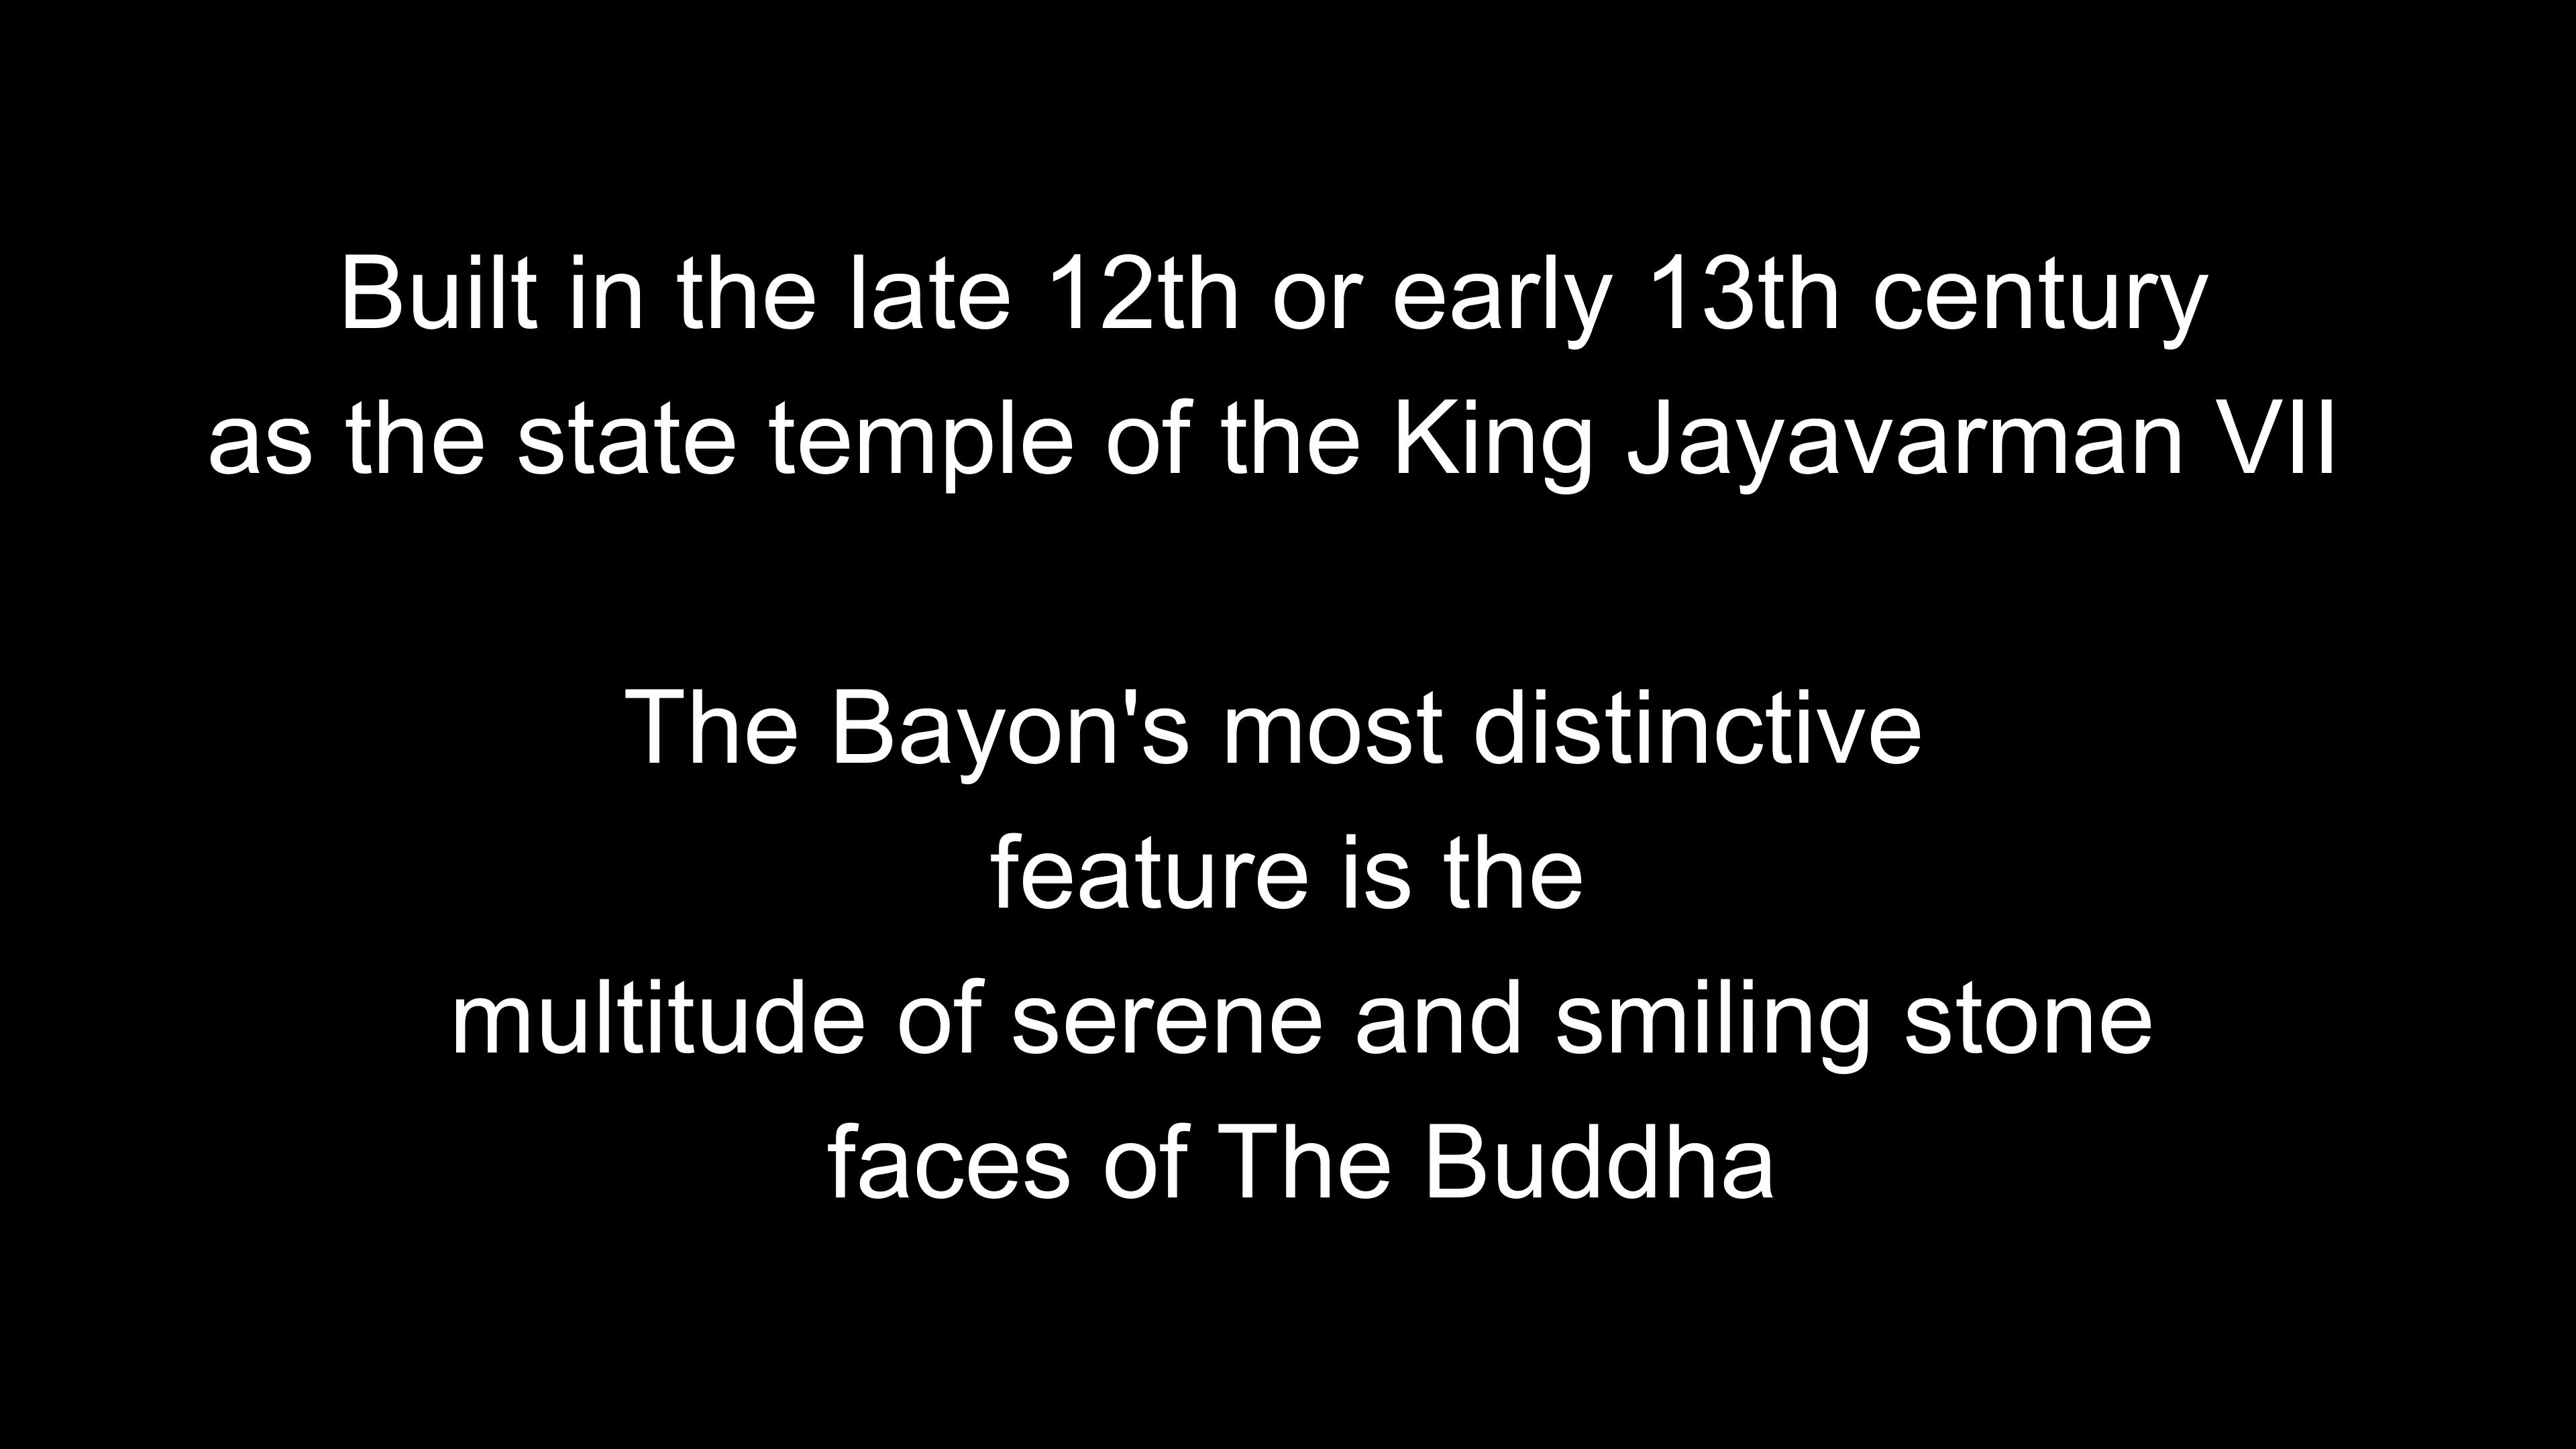 Built in the late 12th or early 13th century
as the state temple of the King Jayavarman VII
The Bayon's most distinctive
feature is the
multitude of serene and smiling stone
faces of The Buddha